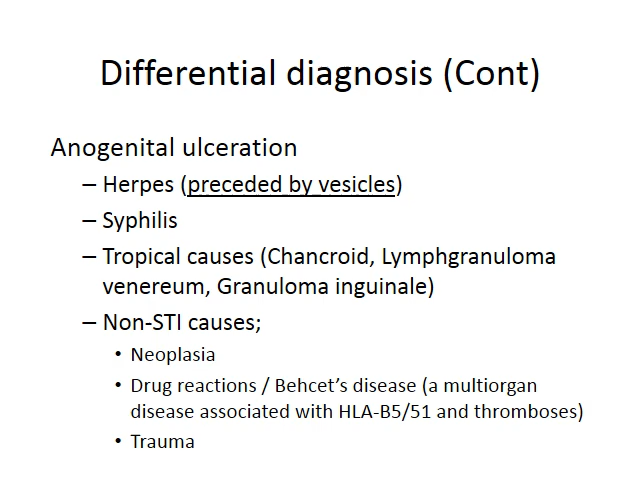 Differential diagnosis (Cont)
Anogenital ulceration
– Herpes (preceded by vesicles)
– Syphilis
– Tropical causes (Chancroid, Lymphgranuloma
venereum, Granuloma inguinale)
– Non-STI causes;
• Neoplasia
• Drug reactions / Behcet’s disease (a multiorgan
disease associated with HLA-B5/51 and thromboses)
• Trauma